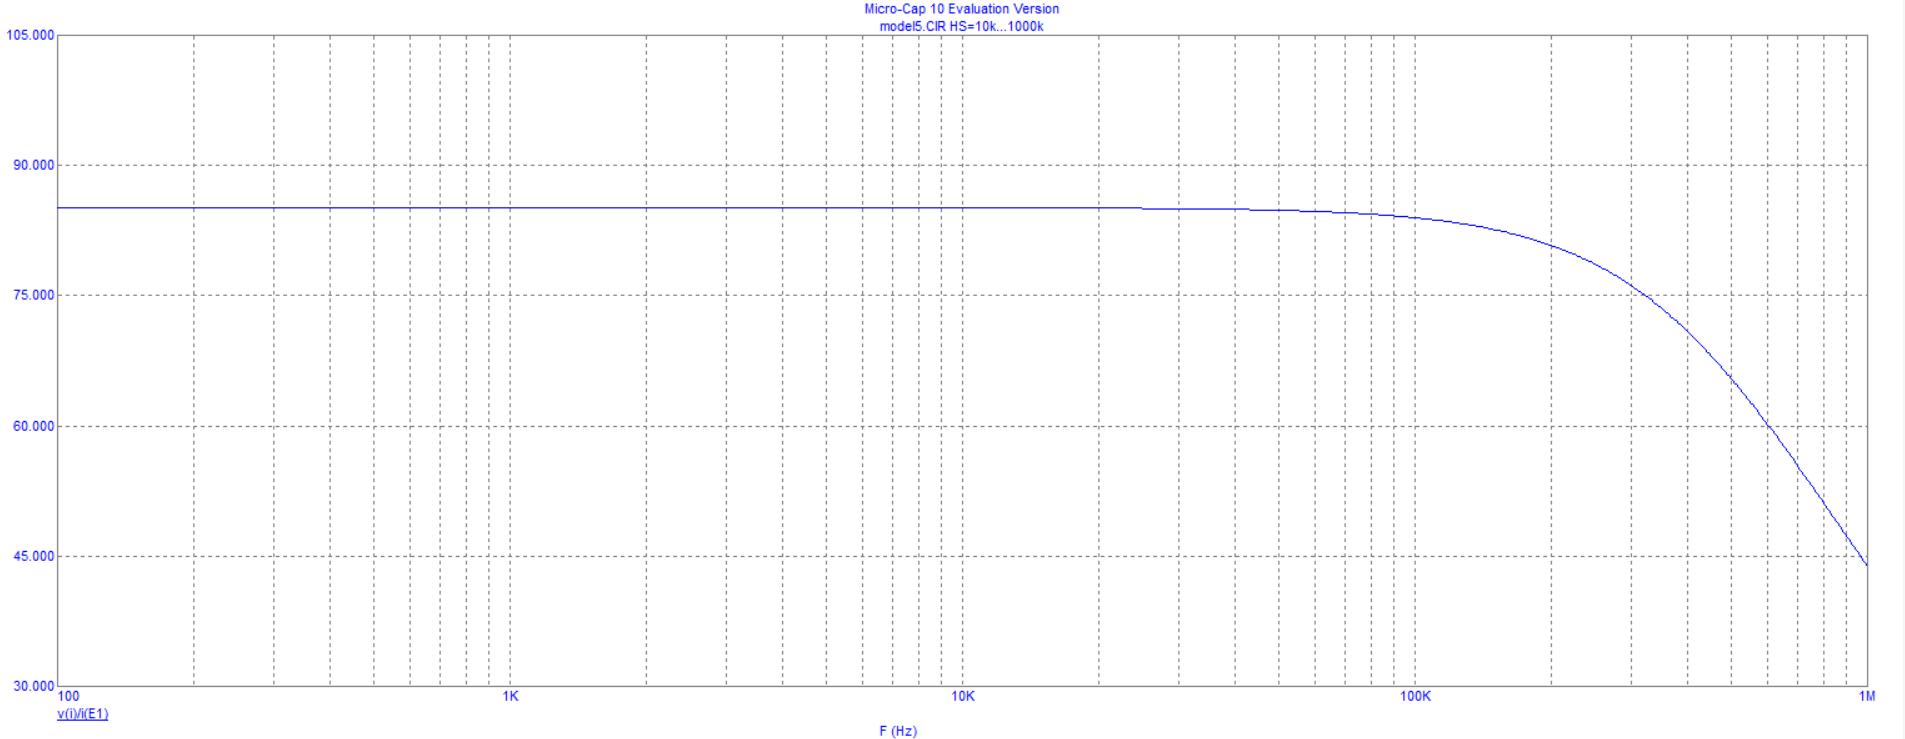 Micro-Cap 10 Evaluation Version
model5.CIR HS=10k...1000k
105.000
90.000
75.000
60.000
45.000
30.000
100 1K 10K 100K 1M
v(i)/i(E1)
F (Hz)